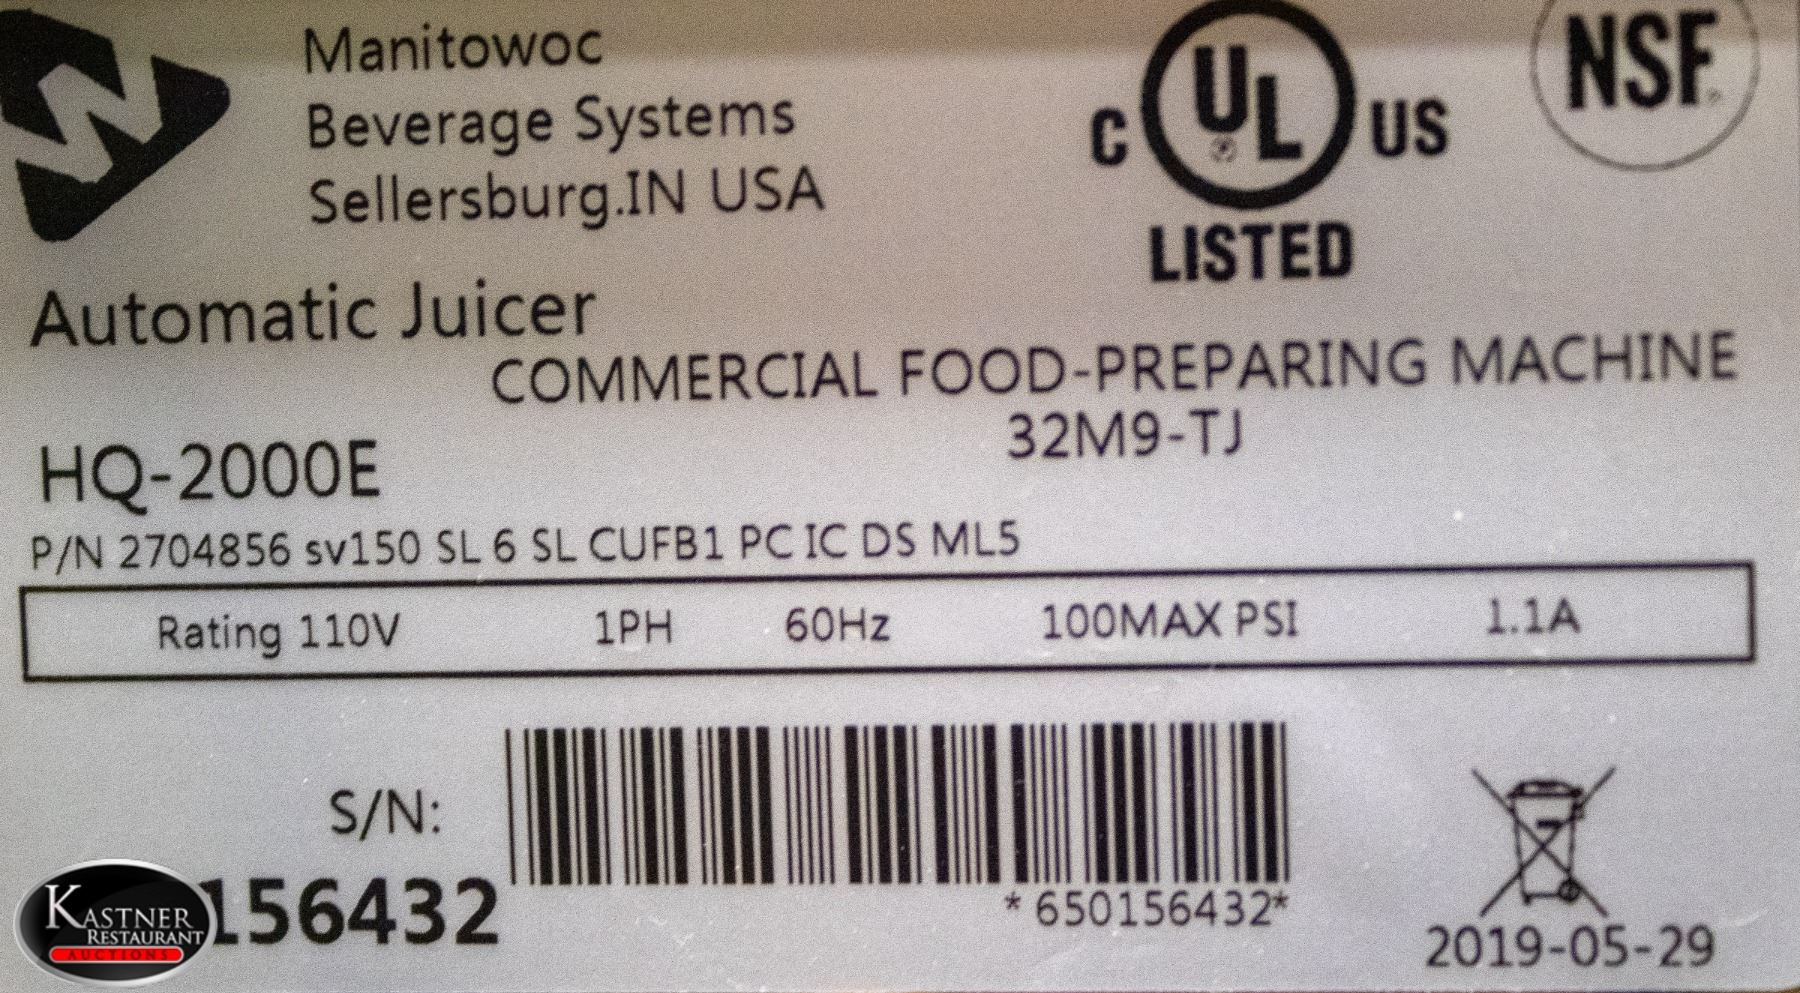 Manitowoc
Beverage Systems
Sellersburg.IN USA
C UL US
LISTED
NSF
Automatic Juicer
COMMERCIAL FOOD-PREPARING MACHINE
32M9-TJ
HQ-2000E
P/N 2704856 sv150 SL 6 SL CUFB1 PC IC DS ML5
Rating 110V 1PH 60Hz 100MAX PSI 1.1A
S/N:
156432
*650156432*
2019-05-29
KASTNER
RESTAURANT
AUCTIONS